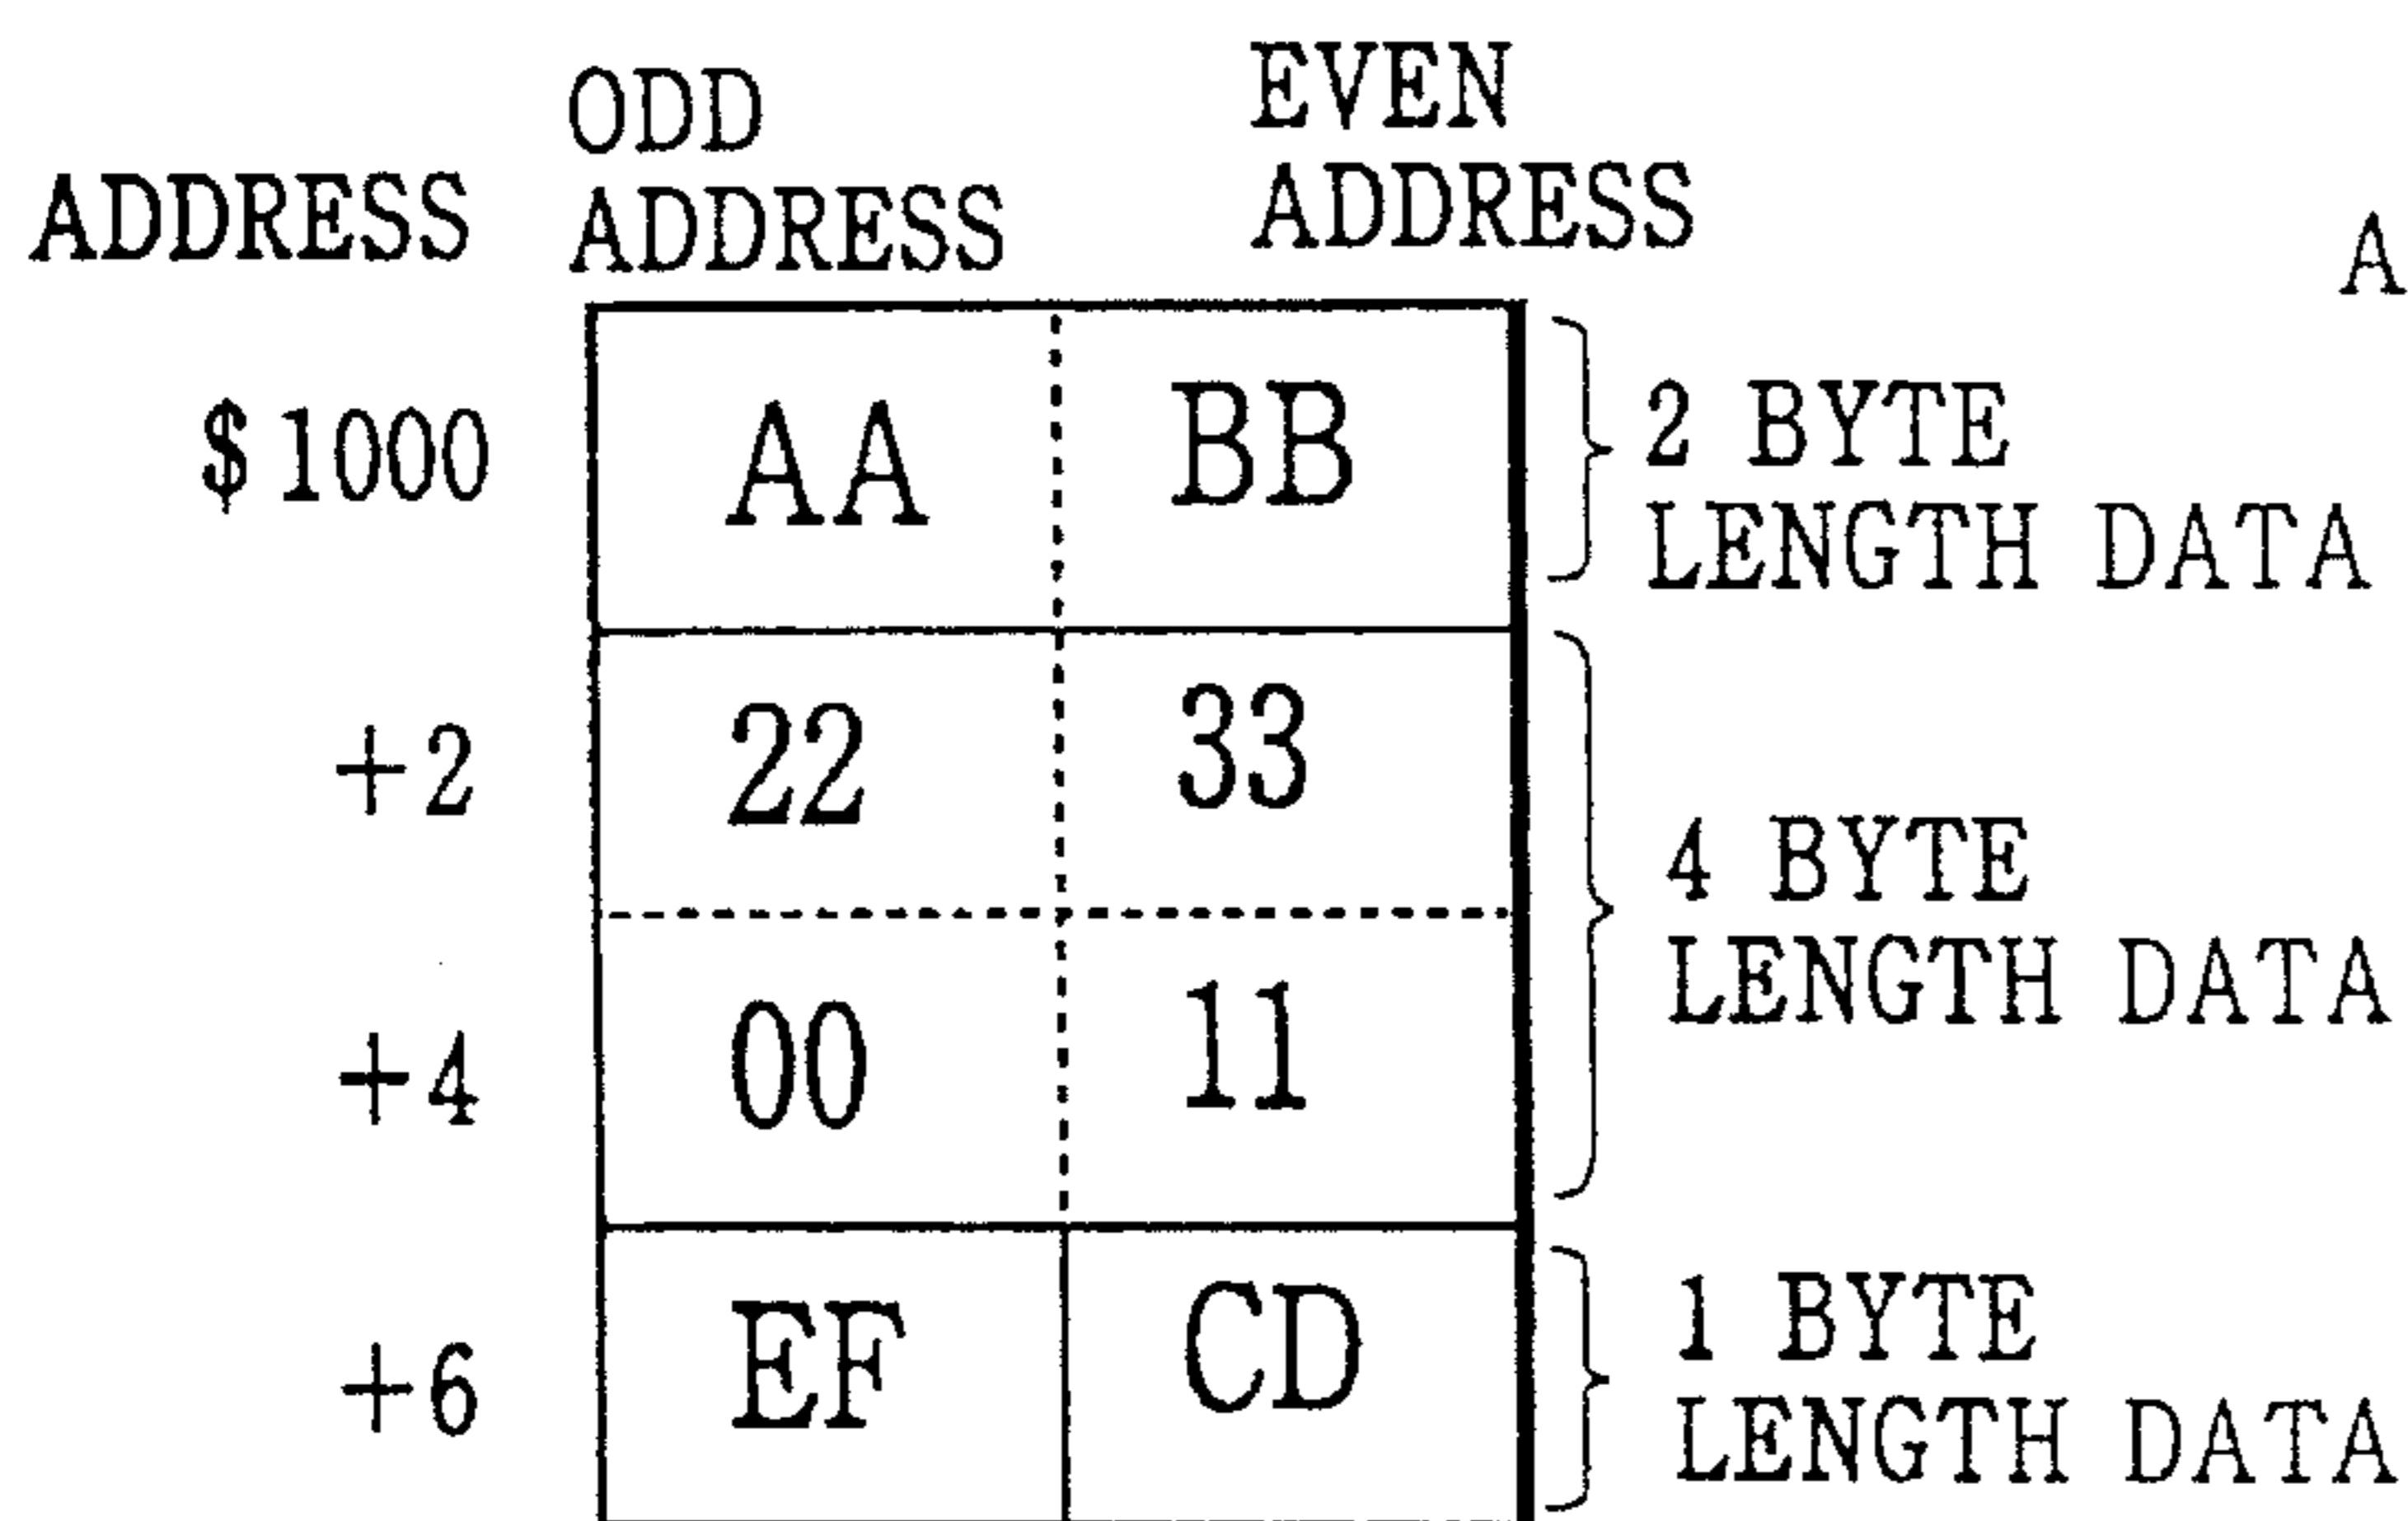 ODD EVEN
ADDRESS ADDRESS ADDRESS
A
$1000 AA BB 2 BYTE
LENGTH DATA
+2 22 33
4 BYTE
LENGTH DATA
+4 00 11
+6 EF CD 1 BYTE
LENGTH DATA